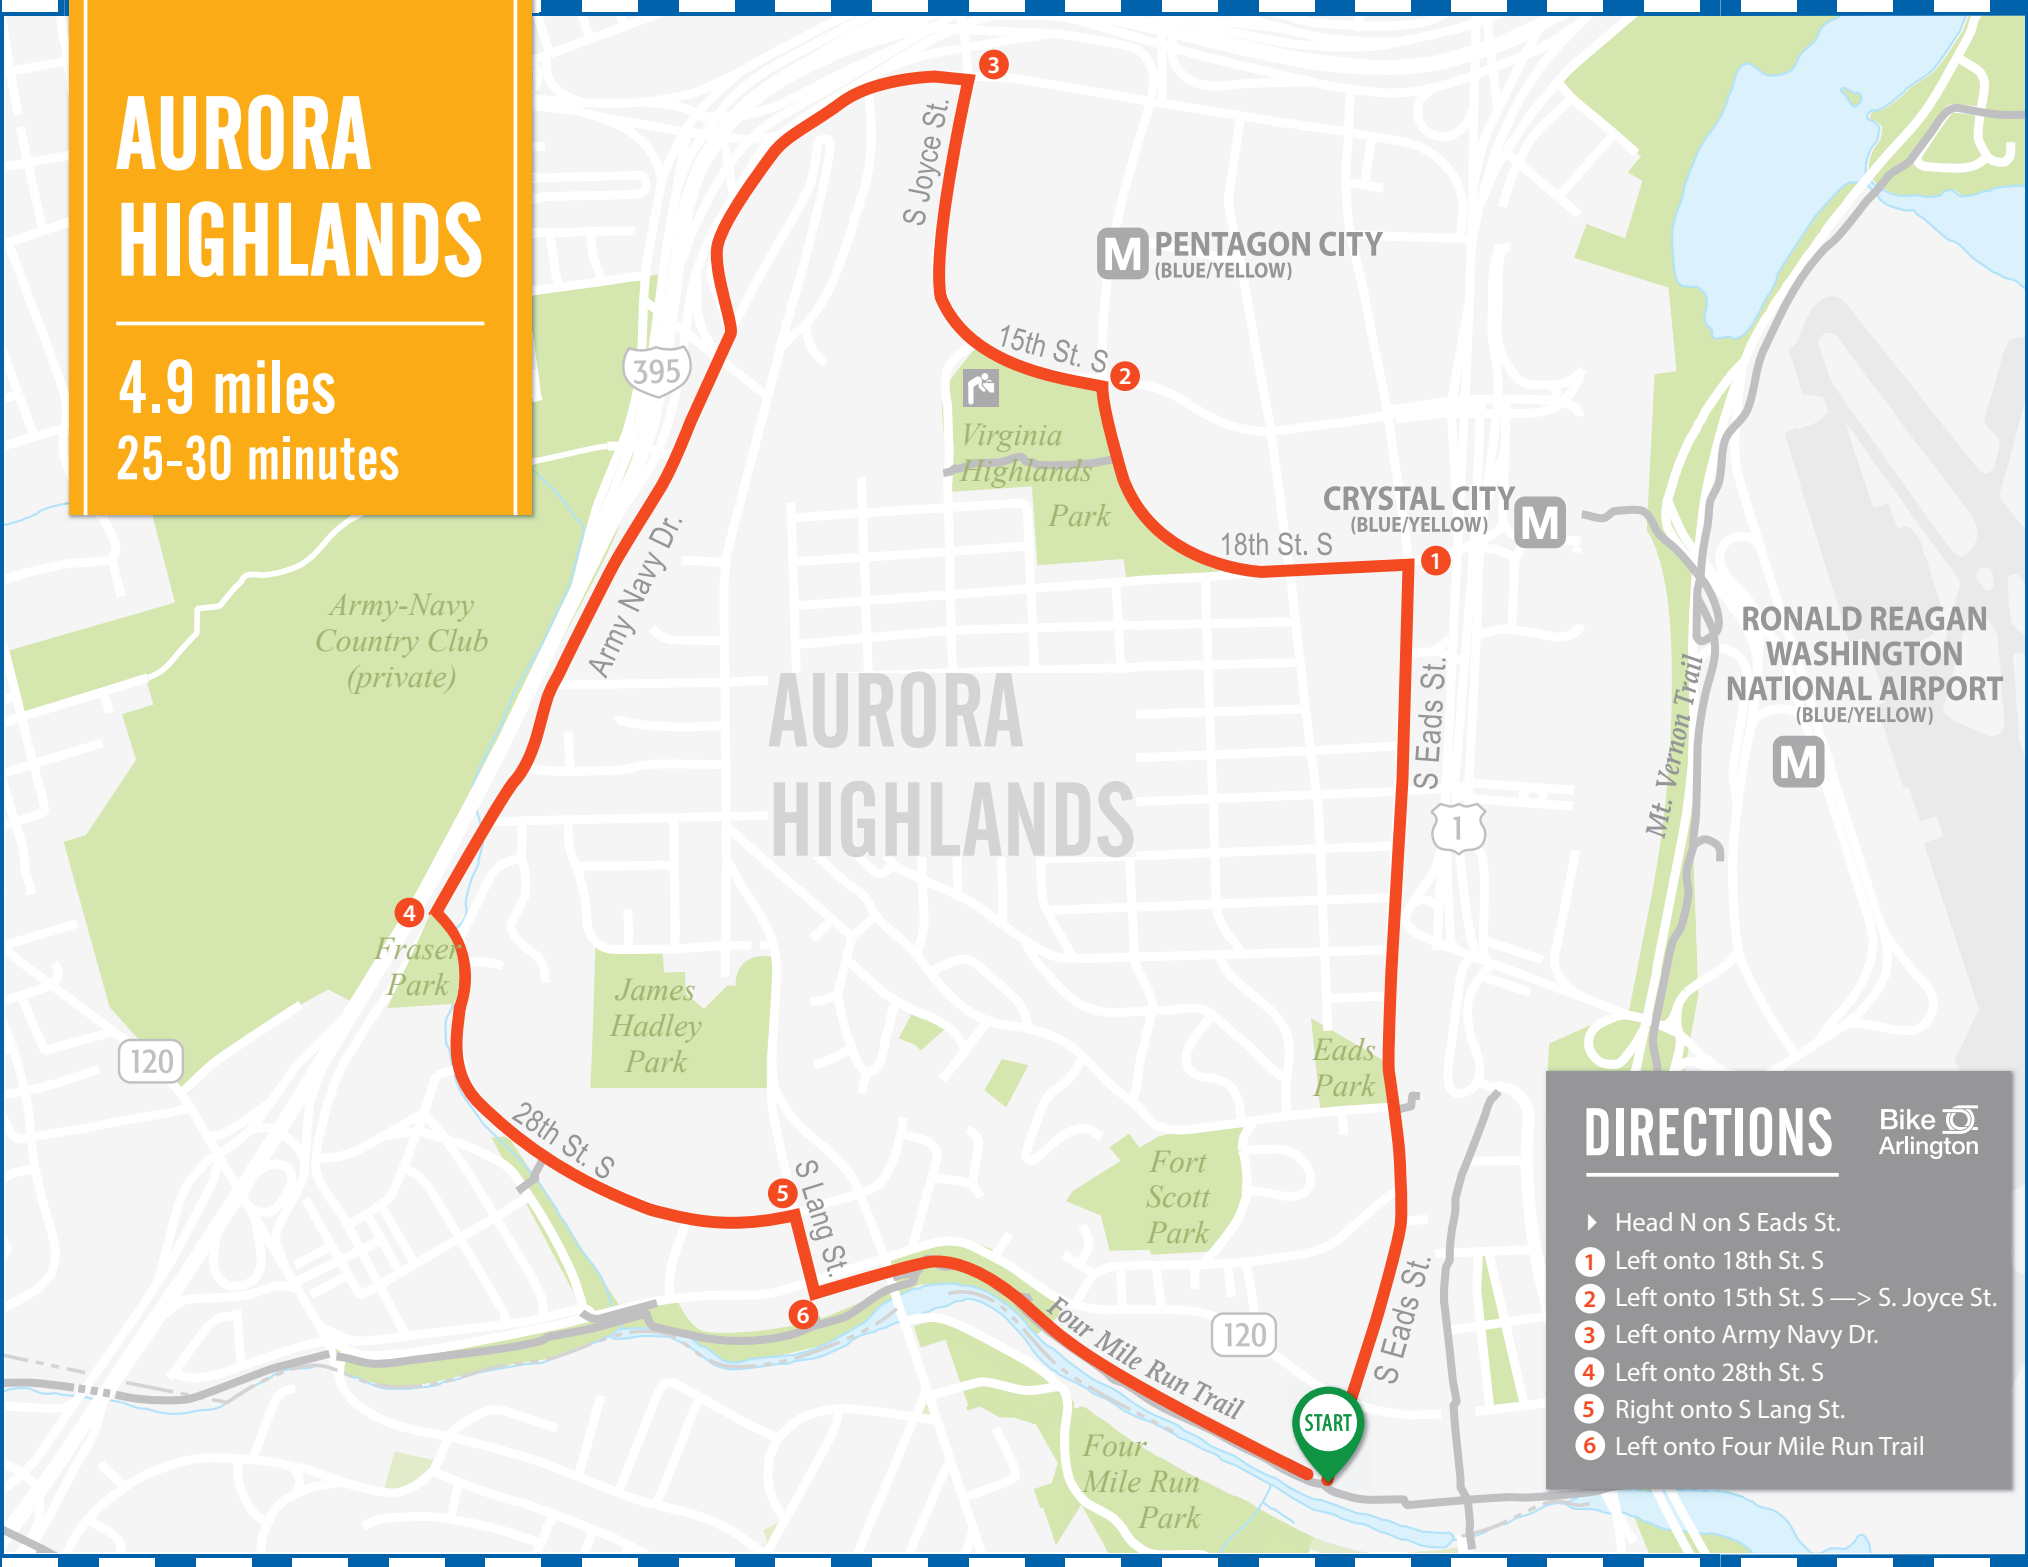 AURORA
HIGHLANDS
4.9 miles
25-30 minutes
3
S Joyce St.
M PENTAGON CITY
(BLUE/YELLOW)
395
15th St. S
2
Virginia
Highlands
Park
CRYSTAL CITY M
(BLUE/YELLOW)
18th St. S
1
Army Navy Dr.
Army-Navy
Country Club
(private)
RONALD REAGAN
WASHINGTON
NATIONAL AIRPORT
(BLUE/YELLOW)
M
Mt. Vernon Trail
S Eads St.
AURORA
HIGHLANDS
1
4
Fraser
Park
James
Hadley
Park
120
Eads
Park
28th St. S
5
S Lang St.
Fort
Scott
Park
6
Four Mile Run Trail
120
S Eads St.
START
Four
Mile Run
Park
DIRECTIONS
Bike
Arlington
Head N on S Eads St.
1 Left onto 18th St. S
2 Left onto 15th St. S —> S. Joyce St.
3 Left onto Army Navy Dr.
4 Left onto 28th St. S
5 Right onto S Lang St.
6 Left onto Four Mile Run Trail